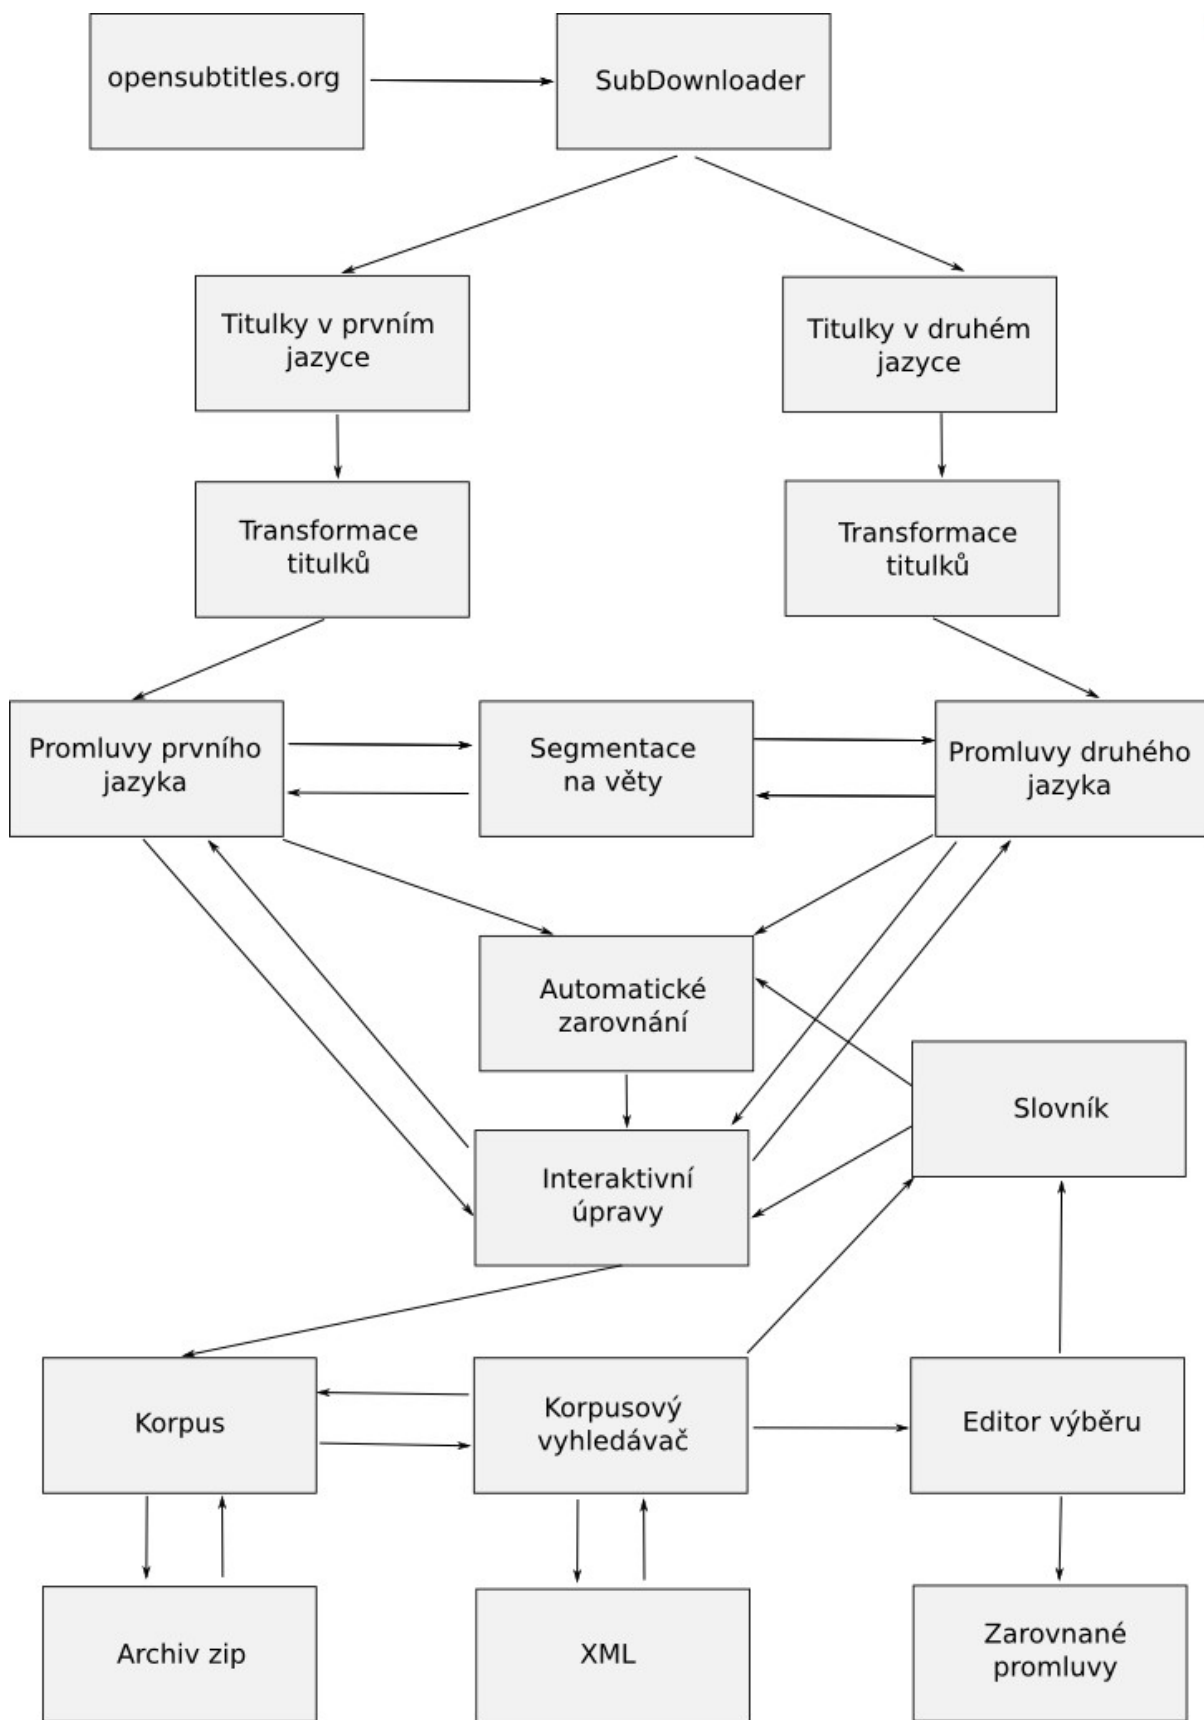 opensubtitles.org
SubDownloader
Titulky v prvním
jazyce
Titulky v druhém
jazyce
Transformace
titulků
Transformace
titulků
Promluvy prvního
jazyka
Segmentace
na věty
Promluvy druhého
jazyka
Automatické
zarovnání
Slovník
Interaktivní
úpravy
Korpus
Korpusový
vyhledávač
Editor výběru
Archiv zip
XML
Zarovnané
promluvy